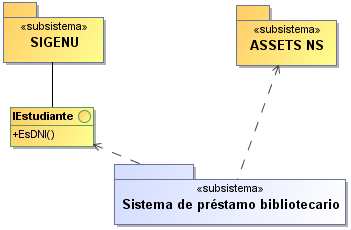 «subsistema»
SIGENU
«subsistema»
ASSETS NS
IEstudiante
+EsDNI()
«subsistema»
Sistema de préstamo bibliotecario